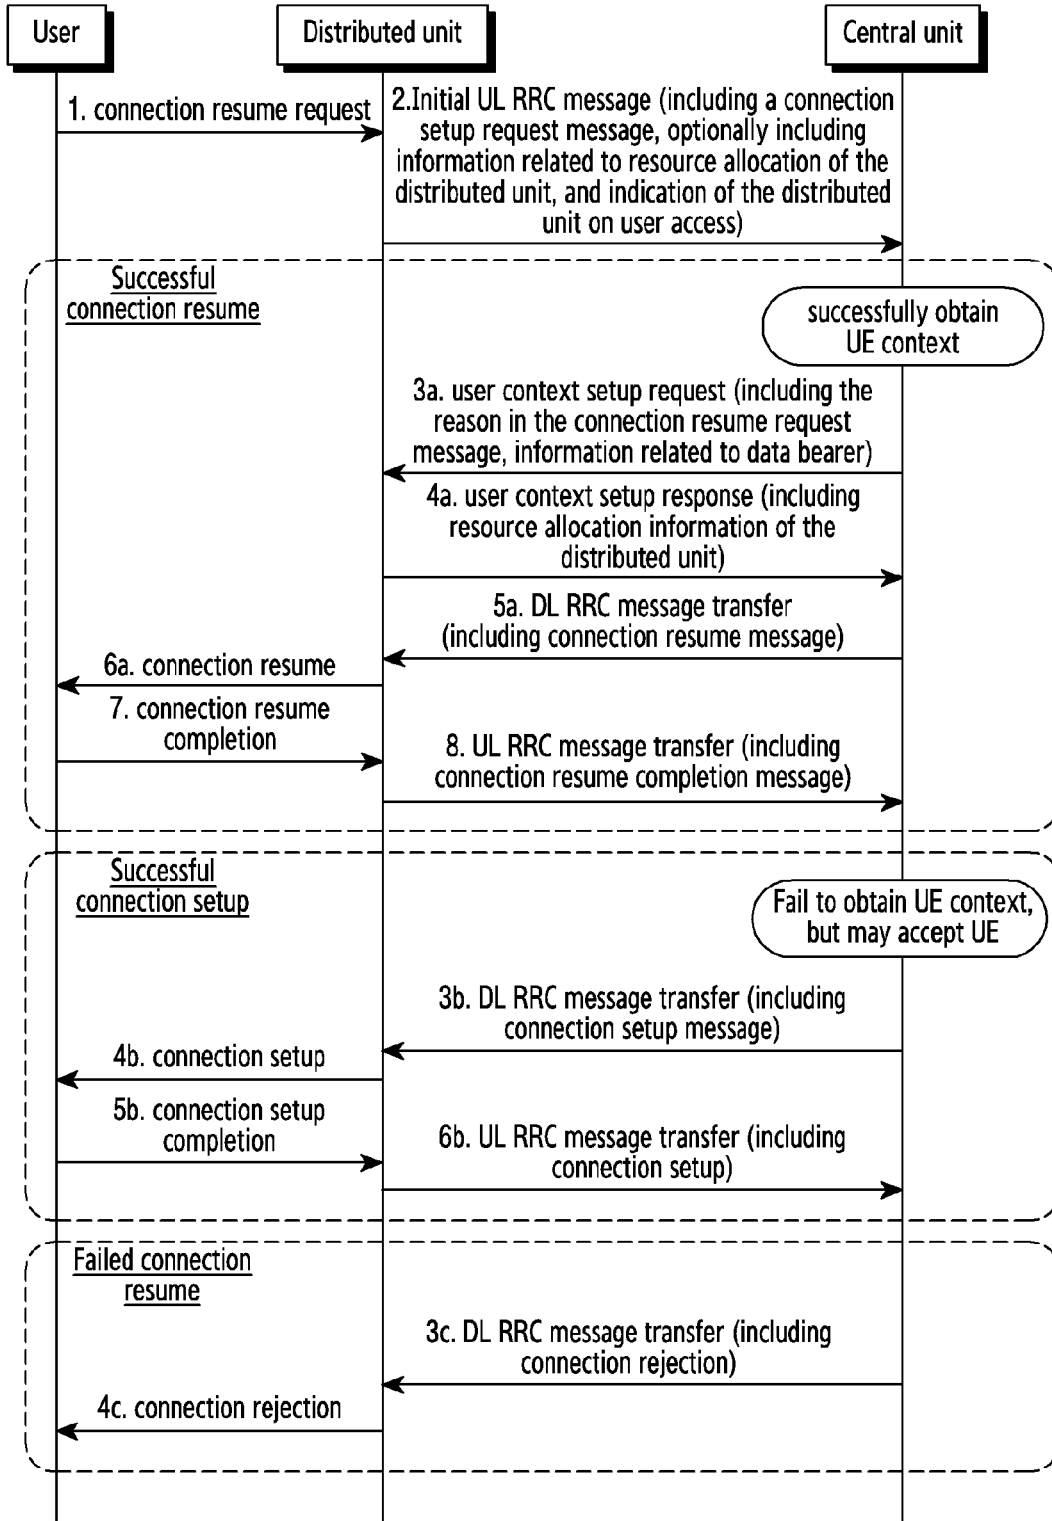 User
Distributed unit
Central unit
1. connection resume request
2.Initial UL RRC message (including a connection
setup request message, optionally including
information related to resource allocation of the
distributed unit, and indication of the distributed
unit on user access)
Successful
connection resume
successfully obtain
UE context
3a. user context setup request (including the
reason in the connection resume request
message, information related to data bearer)
4a. user context setup response (including
resource allocation information of the
distributed unit)
5a. DL RRC message transfer
(including connection resume message)
6a. connection resume
7. connection resume
completion
8. UL RRC message transfer (including
connection resume completion message)
Successful
connection setup
Fail to obtain UE context,
but may accept UE
3b. DL RRC message transfer (including
connection setup message)
4b. connection setup
5b. connection setup
completion
6b. UL RRC message transfer (including
connection setup)
Failed connection
resume
3c. DL RRC message transfer (including
connection rejection)
4c. connection rejection